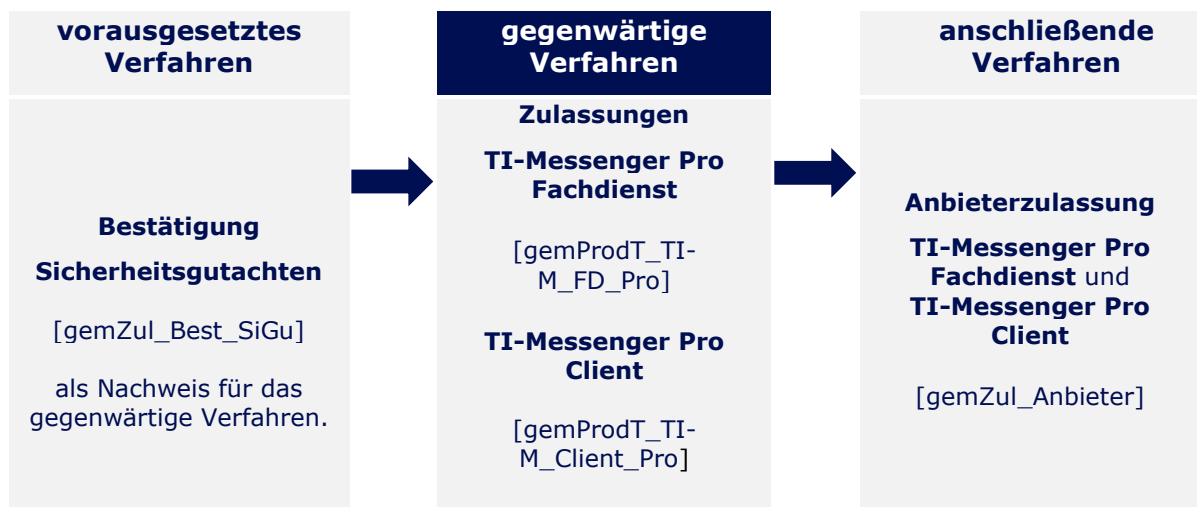 vorausgesetztes
Verfahren
Bestätigung
Sicherheitsgutachten
[gemZul_Best_SiGu]
als Nachweis für das
gegenwärtige Verfahren.
gegenwärtige
Verfahren
Zulassungen
TI-Messenger Pro
Fachdienst
[gemProdT_TI-
M_FD_Pro]
TI-Messenger Pro
Client
[gemProdT_TI-
M_Client_Pro]
anschließende
Verfahren
Anbieterzulassung
TI-Messenger Pro
Fachdienst und
TI-Messenger Pro
Client
[gemZul_Anbieter]